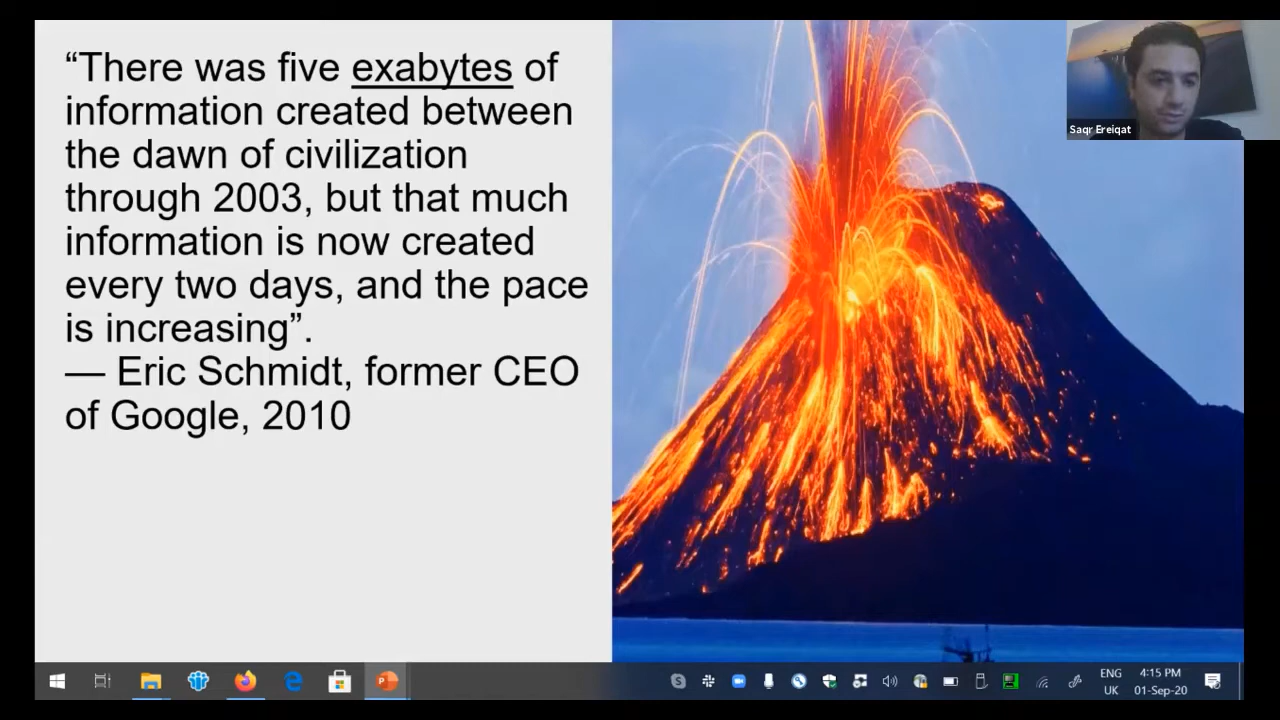 “There was five exabytes of
information created between
the dawn of civilization
through 2003, but that much
information is now created
every two days, and the pace
is increasing”.
— Eric Schmidt, former CEO
of Google, 2010
Saqr Ereiqat
ENG
UK
4:15 PM
01-Sep-20